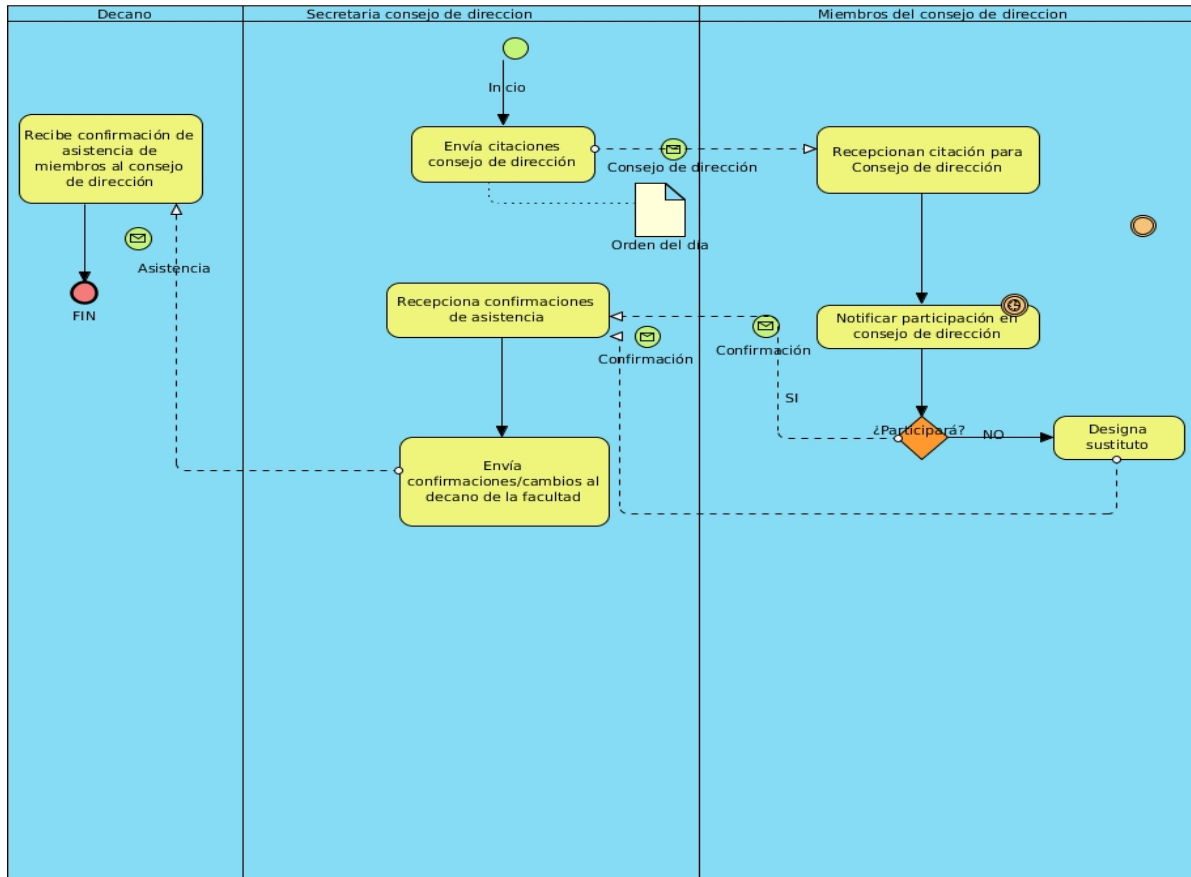 Decano
Secretaria consejo de direccion
Miembros del consejo de direccion
Inicio
Recibe confirmación de
asistencia de
miembros al consejo
de dirección
Envía citaciones
consejo de dirección
Consejo de dirección
Recepcionan citación para
Consejo de dirección
Orden del día
Asistencia
FIN
Recepciona confirmaciones
de asistencia
Confirmación
Confirmación
Notificar participación en
consejo de dirección
SI
¿Participará?
NO
Designa
sustituto
Envía
confirmaciones/cambios al
decano de la facultad